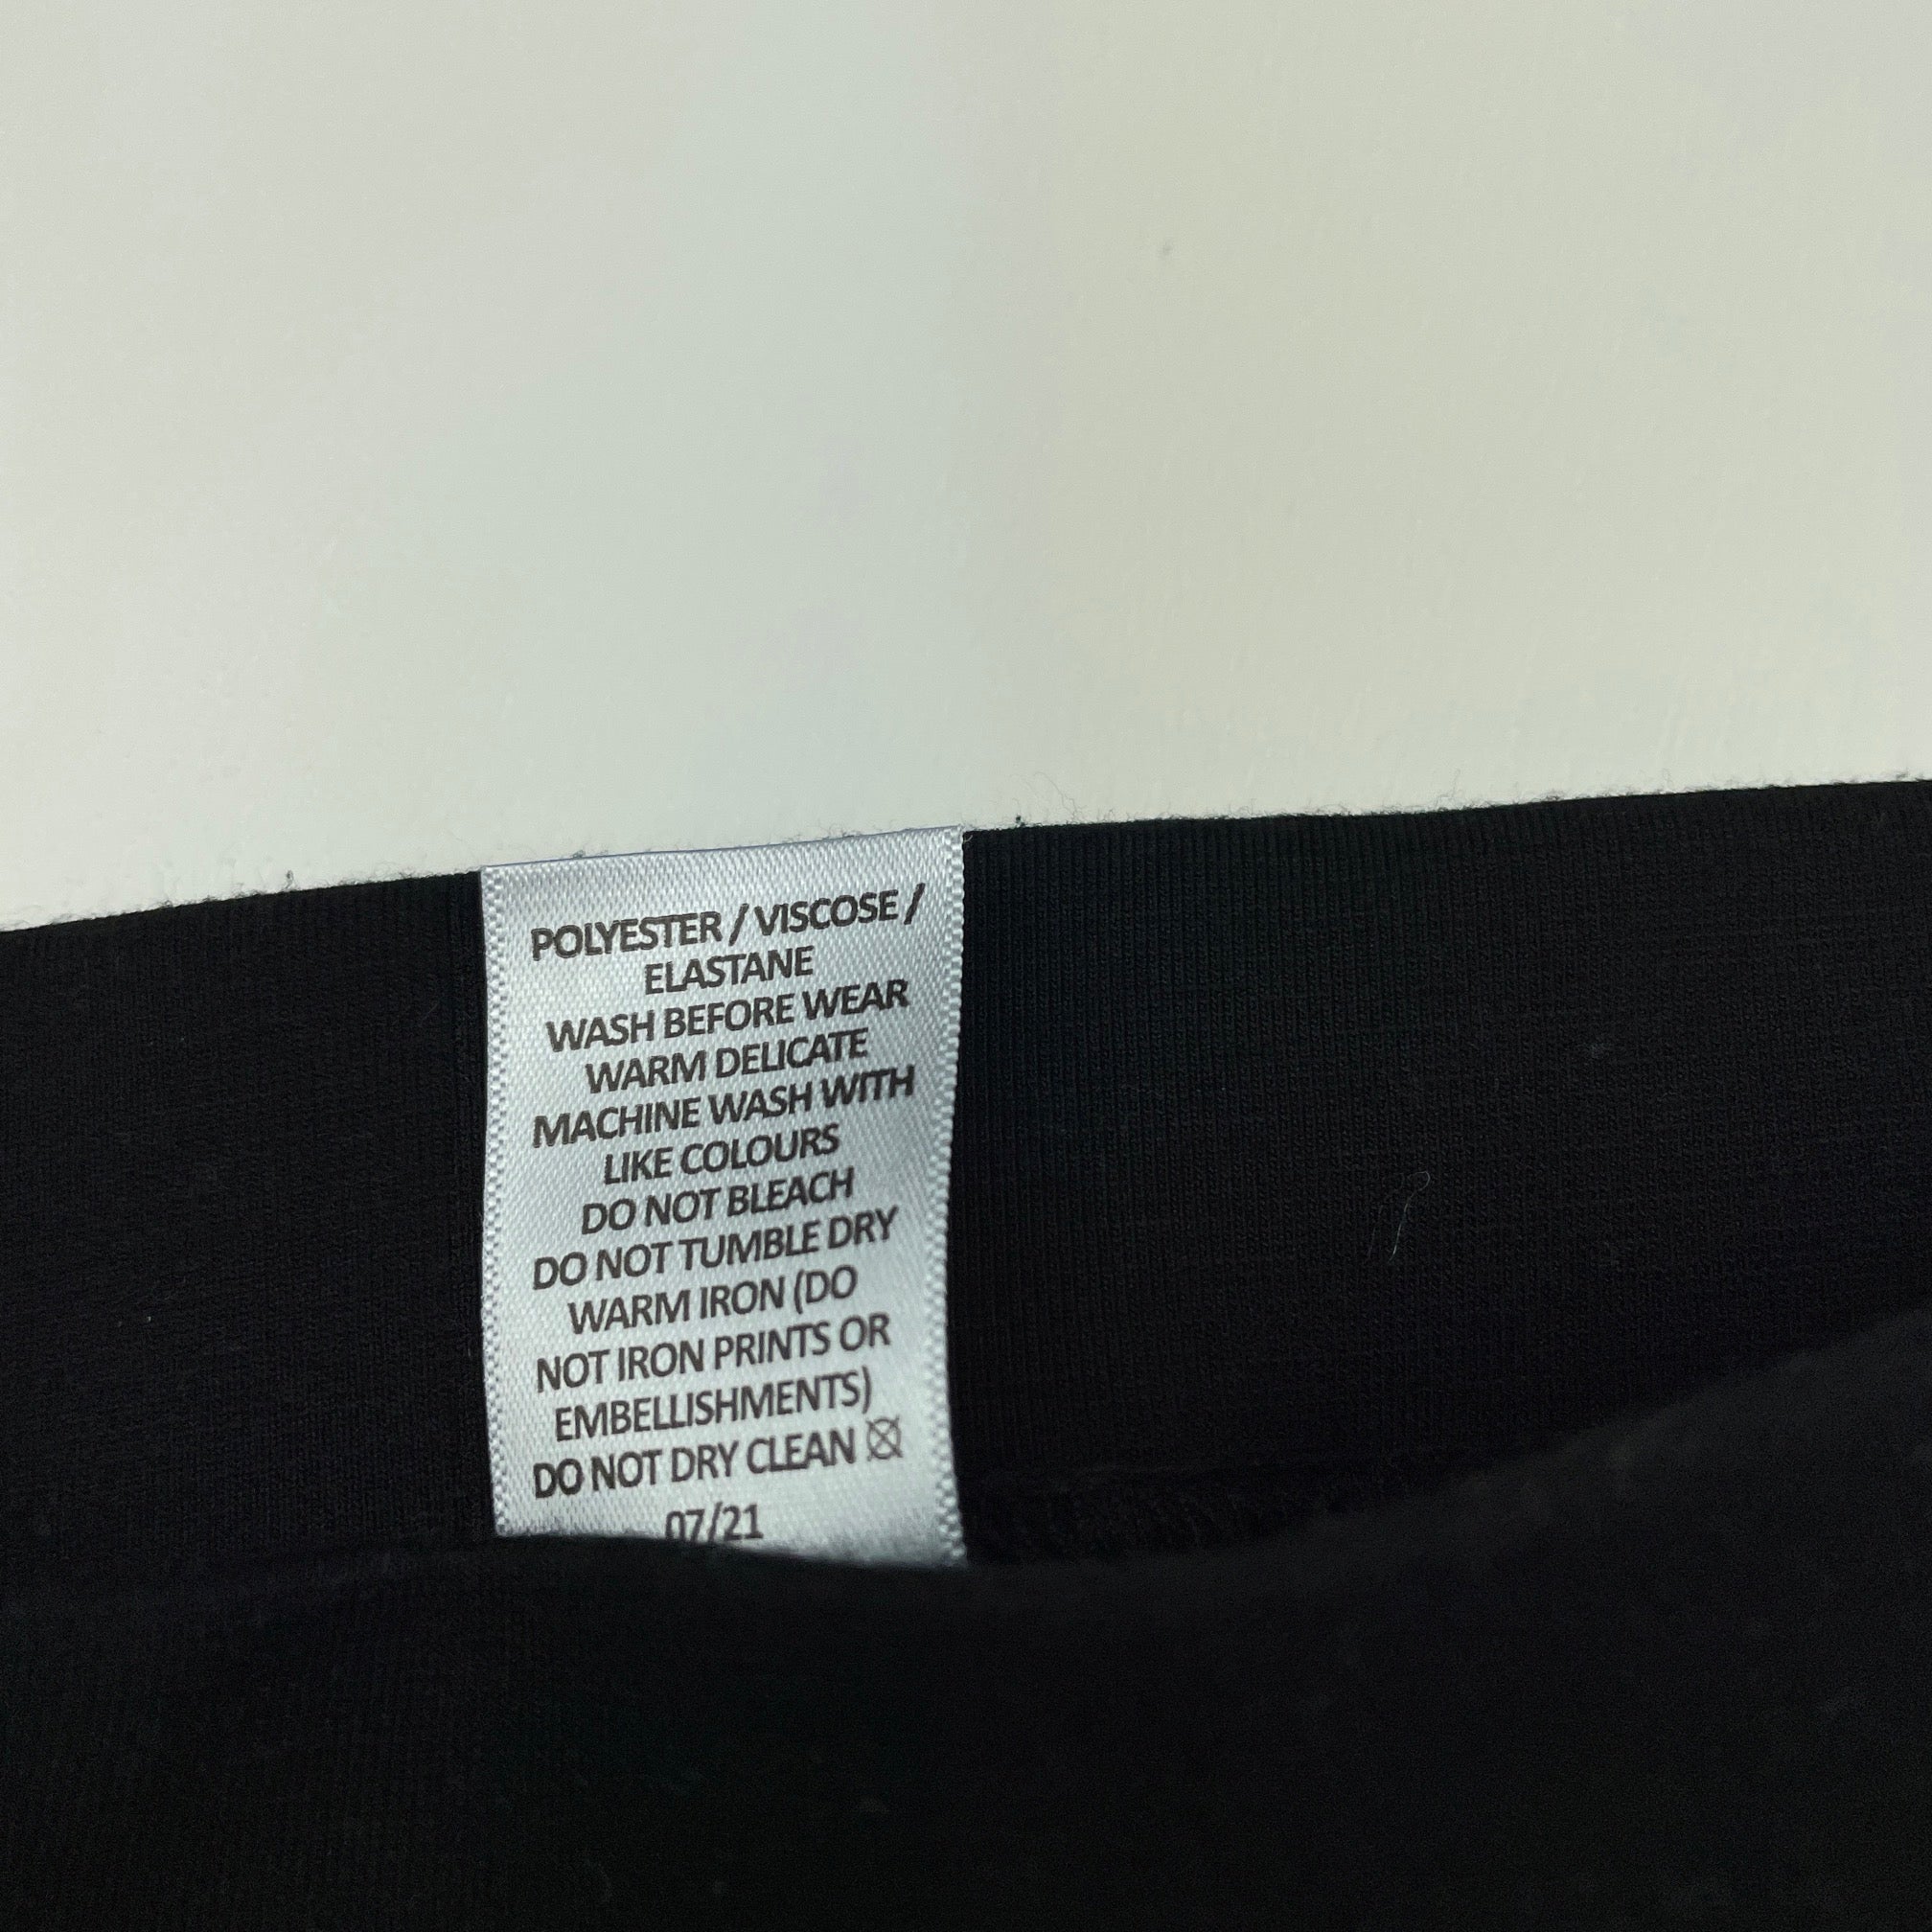 POLYESTER / VISCOSE /
ELASTANE
WASH BEFORE WEAR
WARM DELICATE
MACHINE WASH WITH
LIKE COLOURS
DO NOT BLEACH
DO NOT TUMBLE DRY
WARM IRON (DO
NOT IRON PRINTS OR
EMBELLISHMENTS)
DO NOT DRY CLEAN
07/21